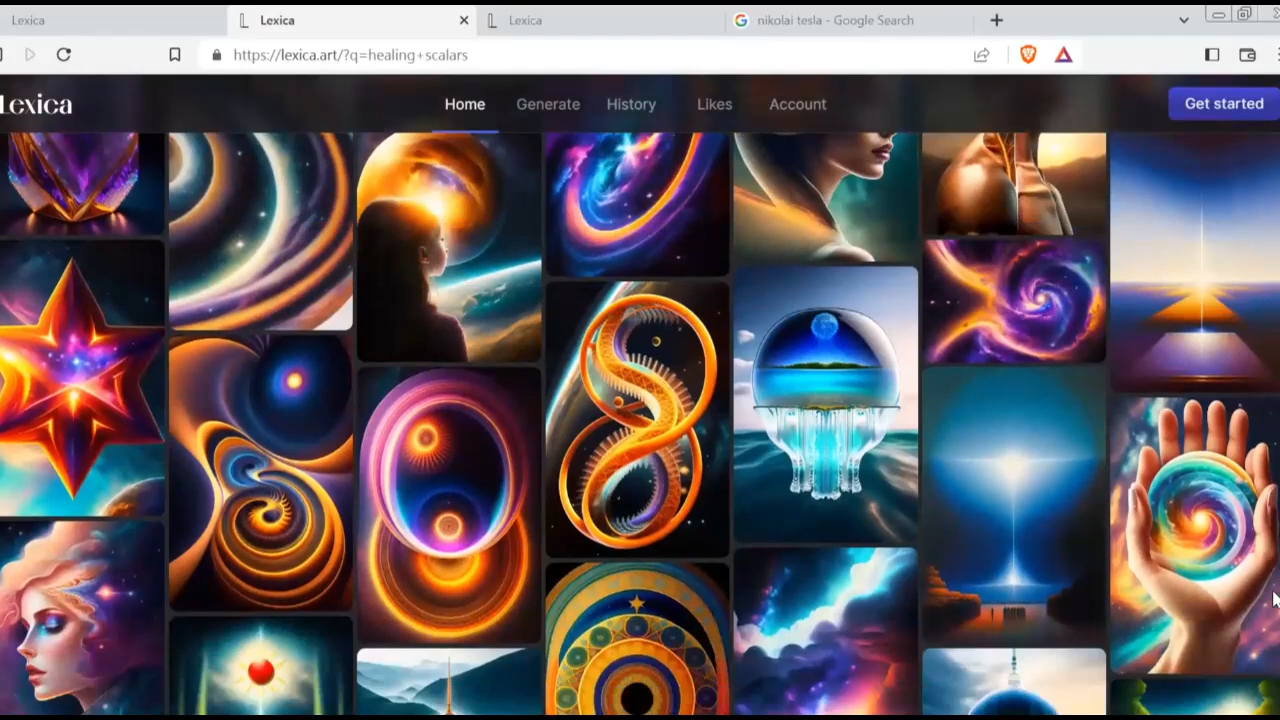 Lexica
Lexica
Lexica
nikolai tesla - Google Search
https://lexica.art/?q=healing+scalars
Lexica
Home
Generate
History
Likes
Account
Get started